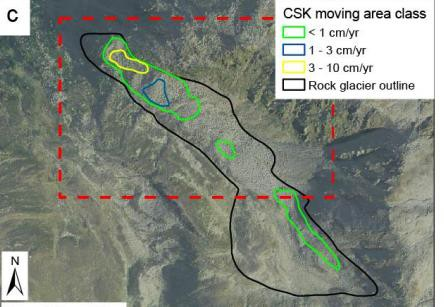 C
CSK moving area class
< 1 cm/yr
1 - 3 cm/yr
3 - 10 cm/yr
Rock glacier outline
N